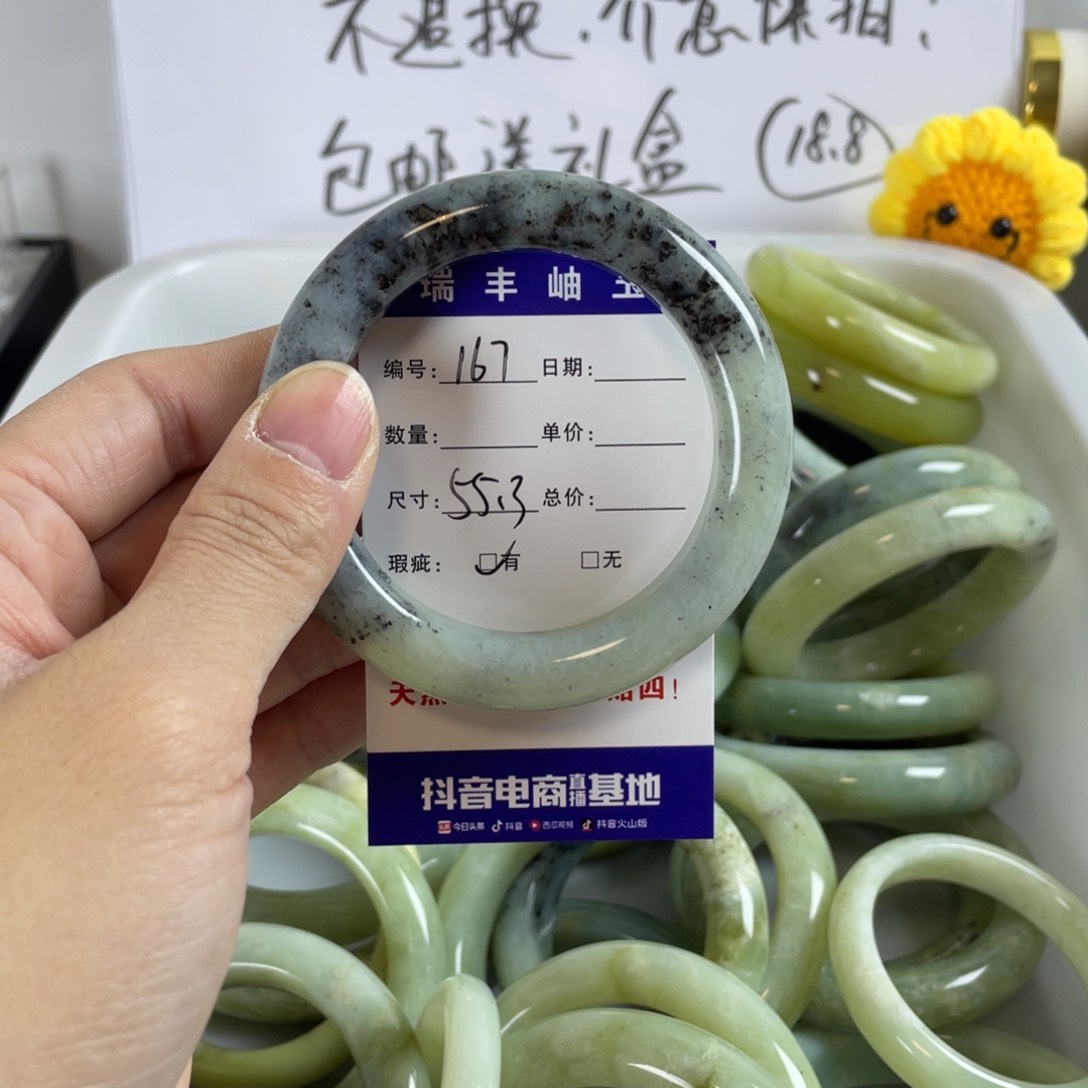 不退换.介意慎拍!
包邮送礼盒 (18.8)
瑞丰岫玉
编号: 167 日期:
数量: 单价:
尺寸: 55.3 总价:
瑕疵: ☑有 □无
四!
抖音电商直播基地
今日头条 抖音 西瓜视频 抖音火山版